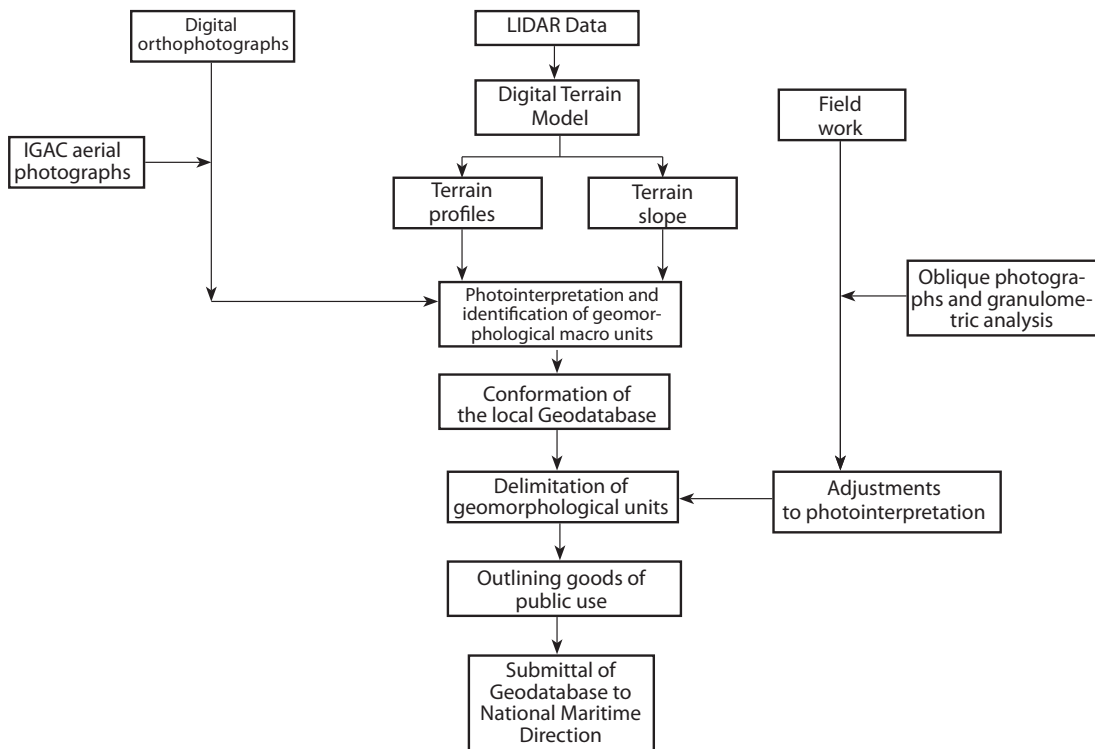 Digital
orthophotographs
LIDAR Data
Digital Terrain
Model
Field
work
IGAC aerial
photographs
Terrain
profiles
Terrain
slope
Photointerpretation and
identification of geomor-
phological macro units
Oblique photogra-
phs and granulome-
tric analysis
Conformation of
the local Geodatabase
Delimitation of
geomorphological units
Adjustments
to photointerpretation
Outlining goods of
public use
Submittal of
Geodatabase to
National Maritime
Direction